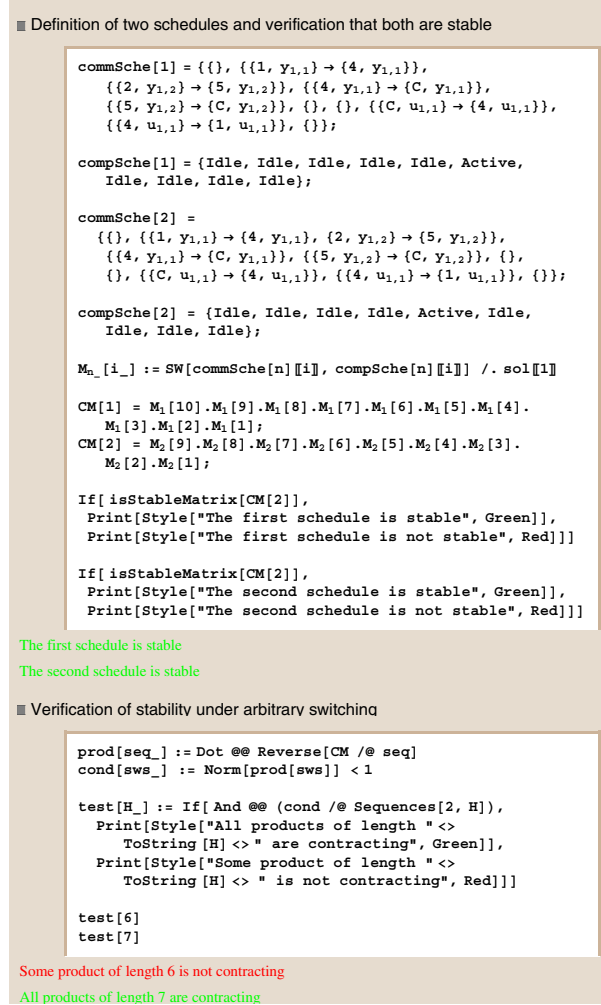 Definition of two schedules and verification that both are stable
commSche[1] = {{}, {{1, y₁,₁} → {4, y₁,₁}},
{{2, y₁,₂} → {5, y₁,₂}}, {{4, y₁,₁} → {C, y₁,₁}},
{{5, y₁,₂} → {C, y₁,₂}}, {}, {}, {{C, u₁,₁} → {4, u₁,₁}},
{{4, u₁,₁} → {1, u₁,₁}}, {}};
compSche[1] = {Idle, Idle, Idle, Idle, Idle, Active,
Idle, Idle, Idle, Idle};
commSche[2] =
{{}, {{1, y₁,₁} → {4, y₁,₁}, {2, y₁,₂} → {5, y₁,₂}},
{{4, y₁,₁} → {C, y₁,₁}}, {{5, y₁,₂} → {C, y₁,₂}}, {},
{}, {{C, u₁,₁} → {4, u₁,₁}}, {{4, u₁,₁} → {1, u₁,₁}}, {}};
compSche[2] = {Idle, Idle, Idle, Idle, Active, Idle,
Idle, Idle, Idle};
Mₙ_[i_] := SW[commSche[n]〚i〛, compSche[n]〚i〛] /. sol〚1〛
CM[1] = M₁[10].M₁[9].M₁[8].M₁[7].M₁[6].M₁[5].M₁[4].
M₁[3].M₁[2].M₁[1];
CM[2] = M₂[9].M₂[8].M₂[7].M₂[6].M₂[5].M₂[4].M₂[3].
M₂[2].M₂[1];
If[ isStableMatrix[CM[2]],
Print[Style["The first schedule is stable", Green]],
Print[Style["The first schedule is not stable", Red]]]
If[ isStableMatrix[CM[2]],
Print[Style["The second schedule is stable", Green]],
Print[Style["The second schedule is not stable", Red]]]
The first schedule is stable
The second schedule is stable
Verification of stability under arbitrary switching
prod[seq_] := Dot @@ Reverse[CM /@ seq]
cond[sws_] := Norm[prod[sws]] < 1
test[H_] := If[ And @@ (cond /@ Sequences[2, H]),
Print[Style["All products of length " <>
ToString [H] <> " are contracting", Green]],
Print[Style["Some product of length " <>
ToString [H] <> " is not contracting", Red]]]
test[6]
test[7]
Some product of length 6 is not contracting
All products of length 7 are contracting